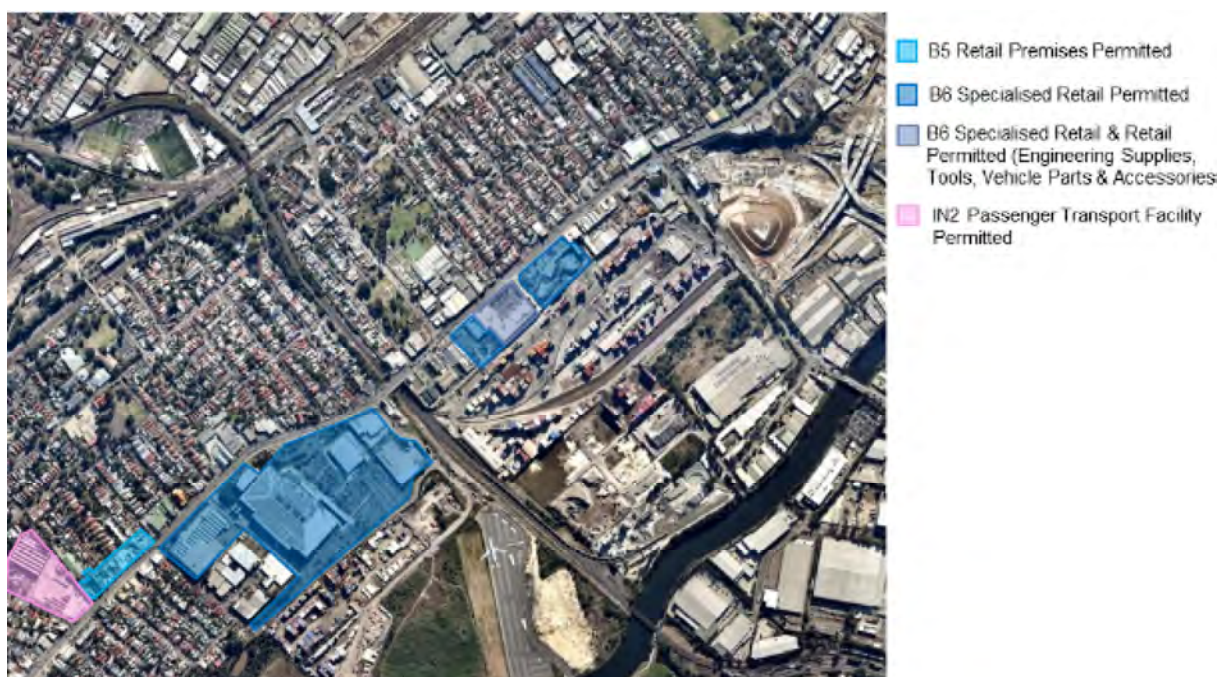 B5 Retail Premises Permitted
B6 Specialised Retail Permitted
B6 Specialised Retail & Retail
Permitted (Engineering Supplies,
Tools, Vehicle Parts & Accessories
IN2 Passenger Transport Facility
Permitted